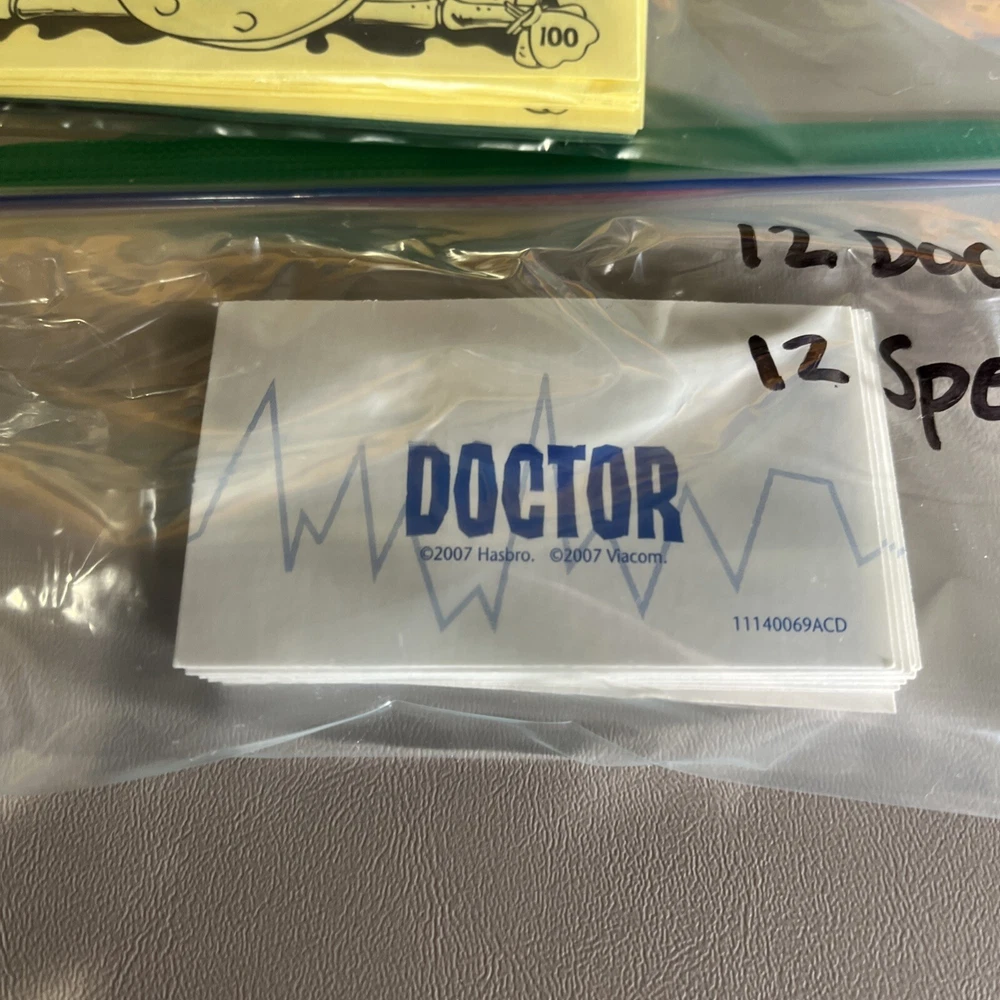 100
12 DOC
12 Spe
DOCTOR
©2007 Hasbro. ©2007 Viacom.
11140069ACD